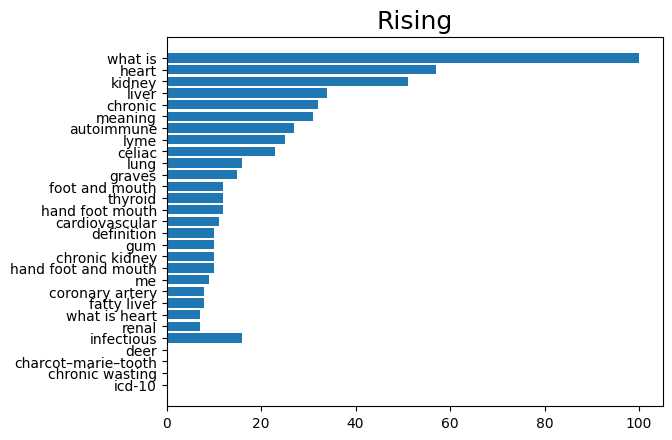 Rising
what is
heart
kidney
liver
chronic
meaning
autoimmune
lyme
celiac
lung
graves
foot and mouth
thyroid
hand foot mouth
cardiovascular
definition
gum
chronic kidney
hand foot and mouth
me
coronary artery
fatty liver
what is heart
renal
infectious
deer
charcot–marie–tooth
chronic wasting
icd-10
0 20 40 60 80 100